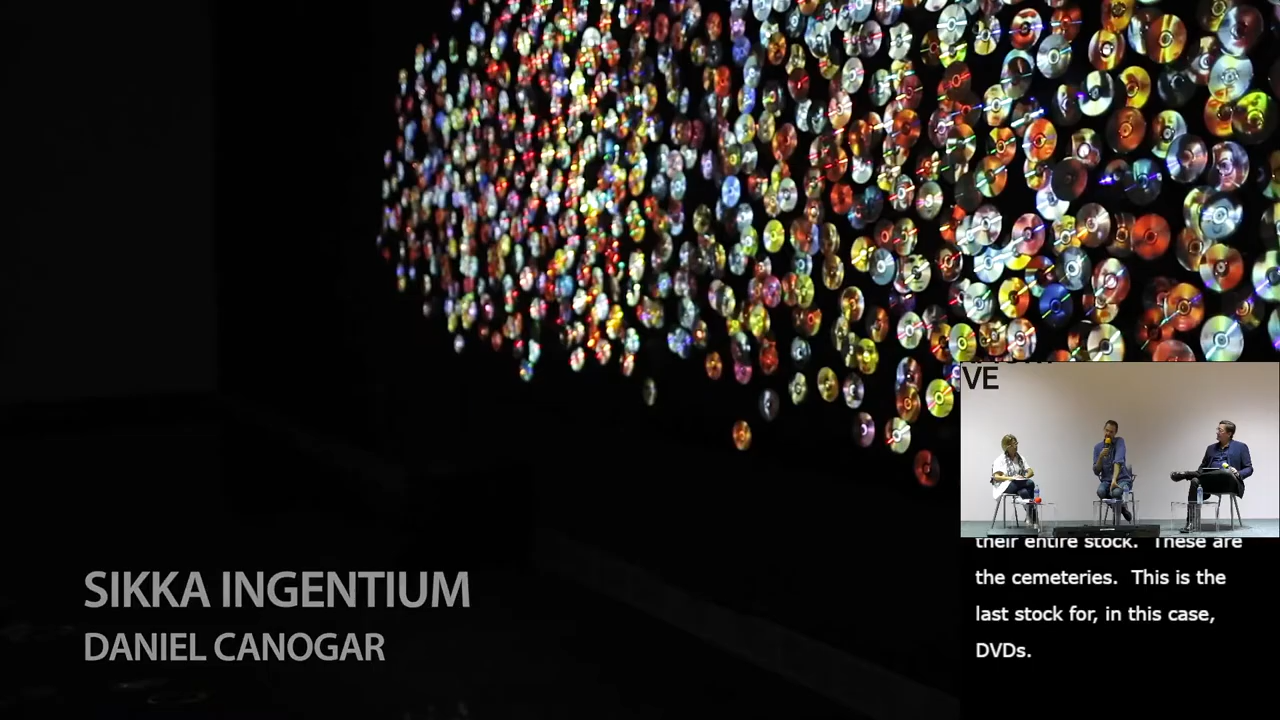 SIKKA INGENTIUM
DANIEL CANOGAR
VE
their entire stock. These are
the cemeteries. This is the
last stock for, in this case,
DVDs.